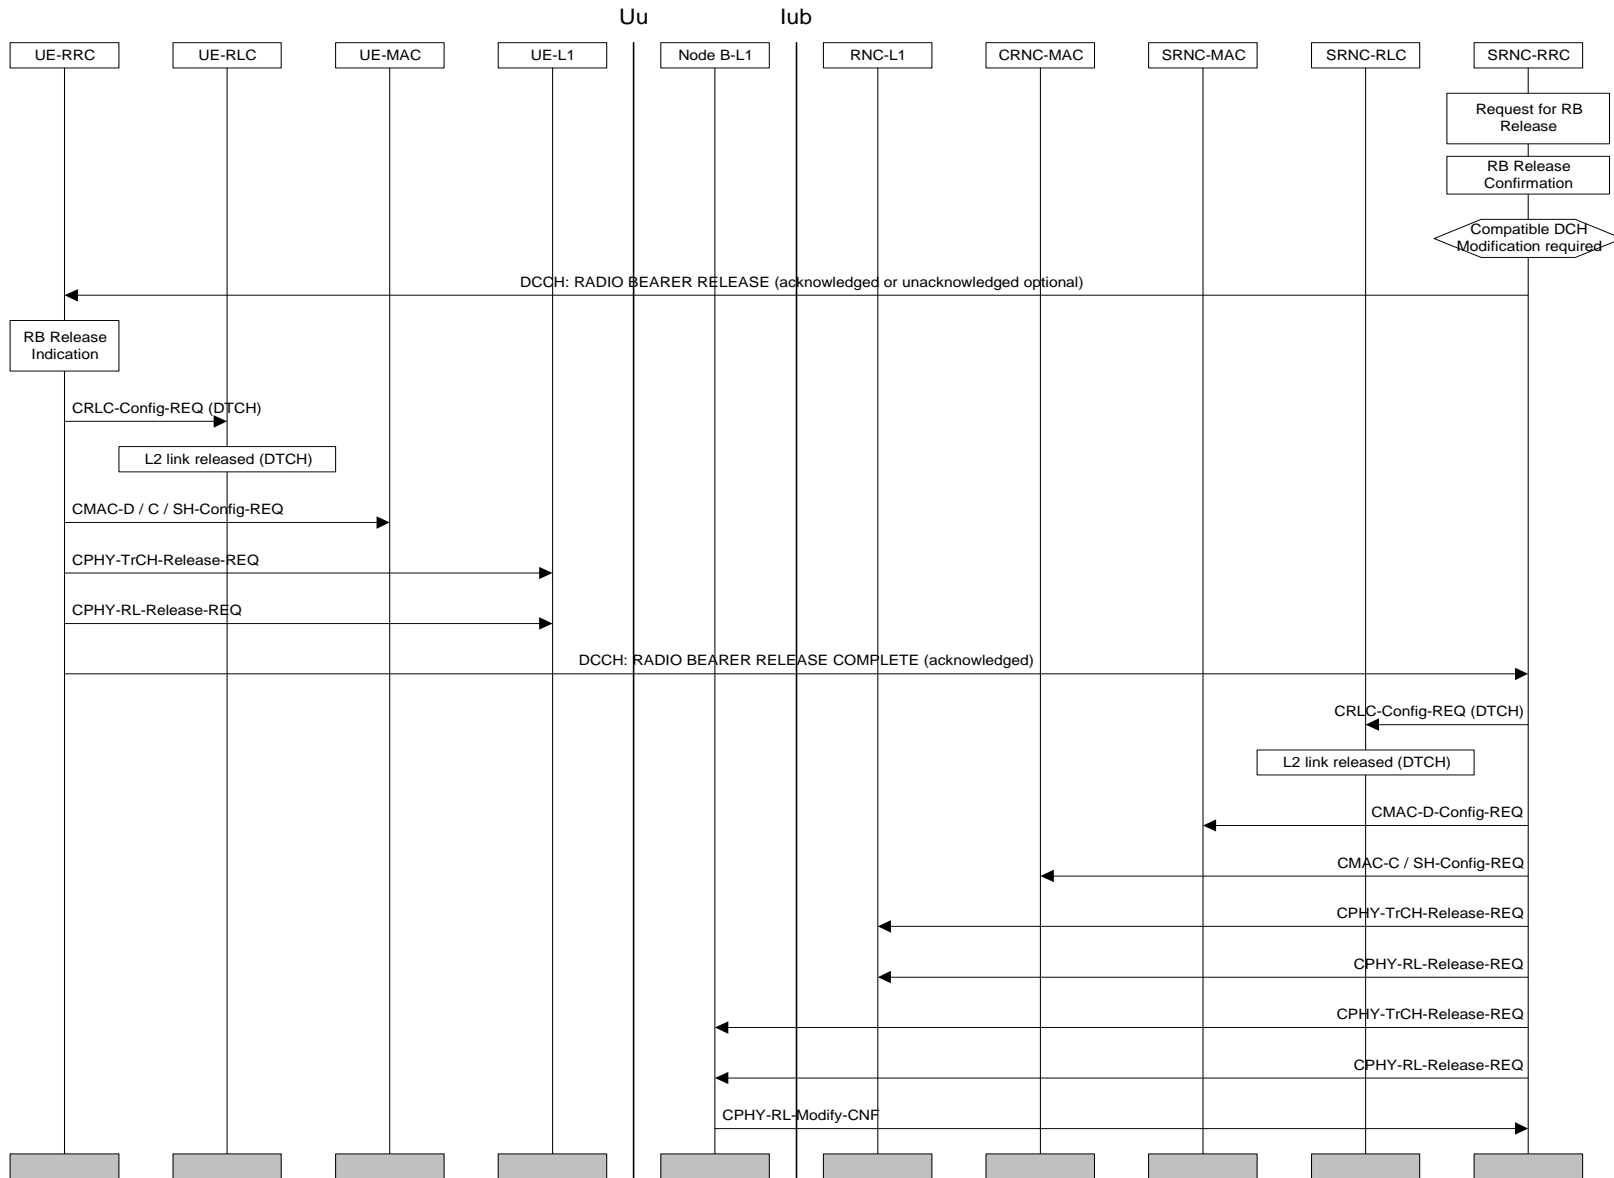 Uu
Iub
UE-RRC
UE-RLC
UE-MAC
UE-L1
Node B-L1
RNC-L1
CRNC-MAC
SRNC-MAC
SRNC-RLC
SRNC-RRC
Request for RB
Release
RB Release
Confirmation
Compatible DCH
Modification required
DCCH: RADIO BEARER RELEASE (acknowledged or unacknowledged optional)
RB Release
Indication
CRLC-Config-REQ (DTCH)
L2 link released (DTCH)
CMAC-D / C / SH-Config-REQ
CPHY-TrCH-Release-REQ
CPHY-RL-Release-REQ
DCCH: RADIO BEARER RELEASE COMPLETE (acknowledged)
CRLC-Config-REQ (DTCH)
L2 link released (DTCH)
CMAC-D-Config-REQ
CMAC-C / SH-Config-REQ
CPHY-TrCH-Release-REQ
CPHY-RL-Release-REQ
CPHY-TrCH-Release-REQ
CPHY-RL-Release-REQ
CPHY-RL-Modify-CNF